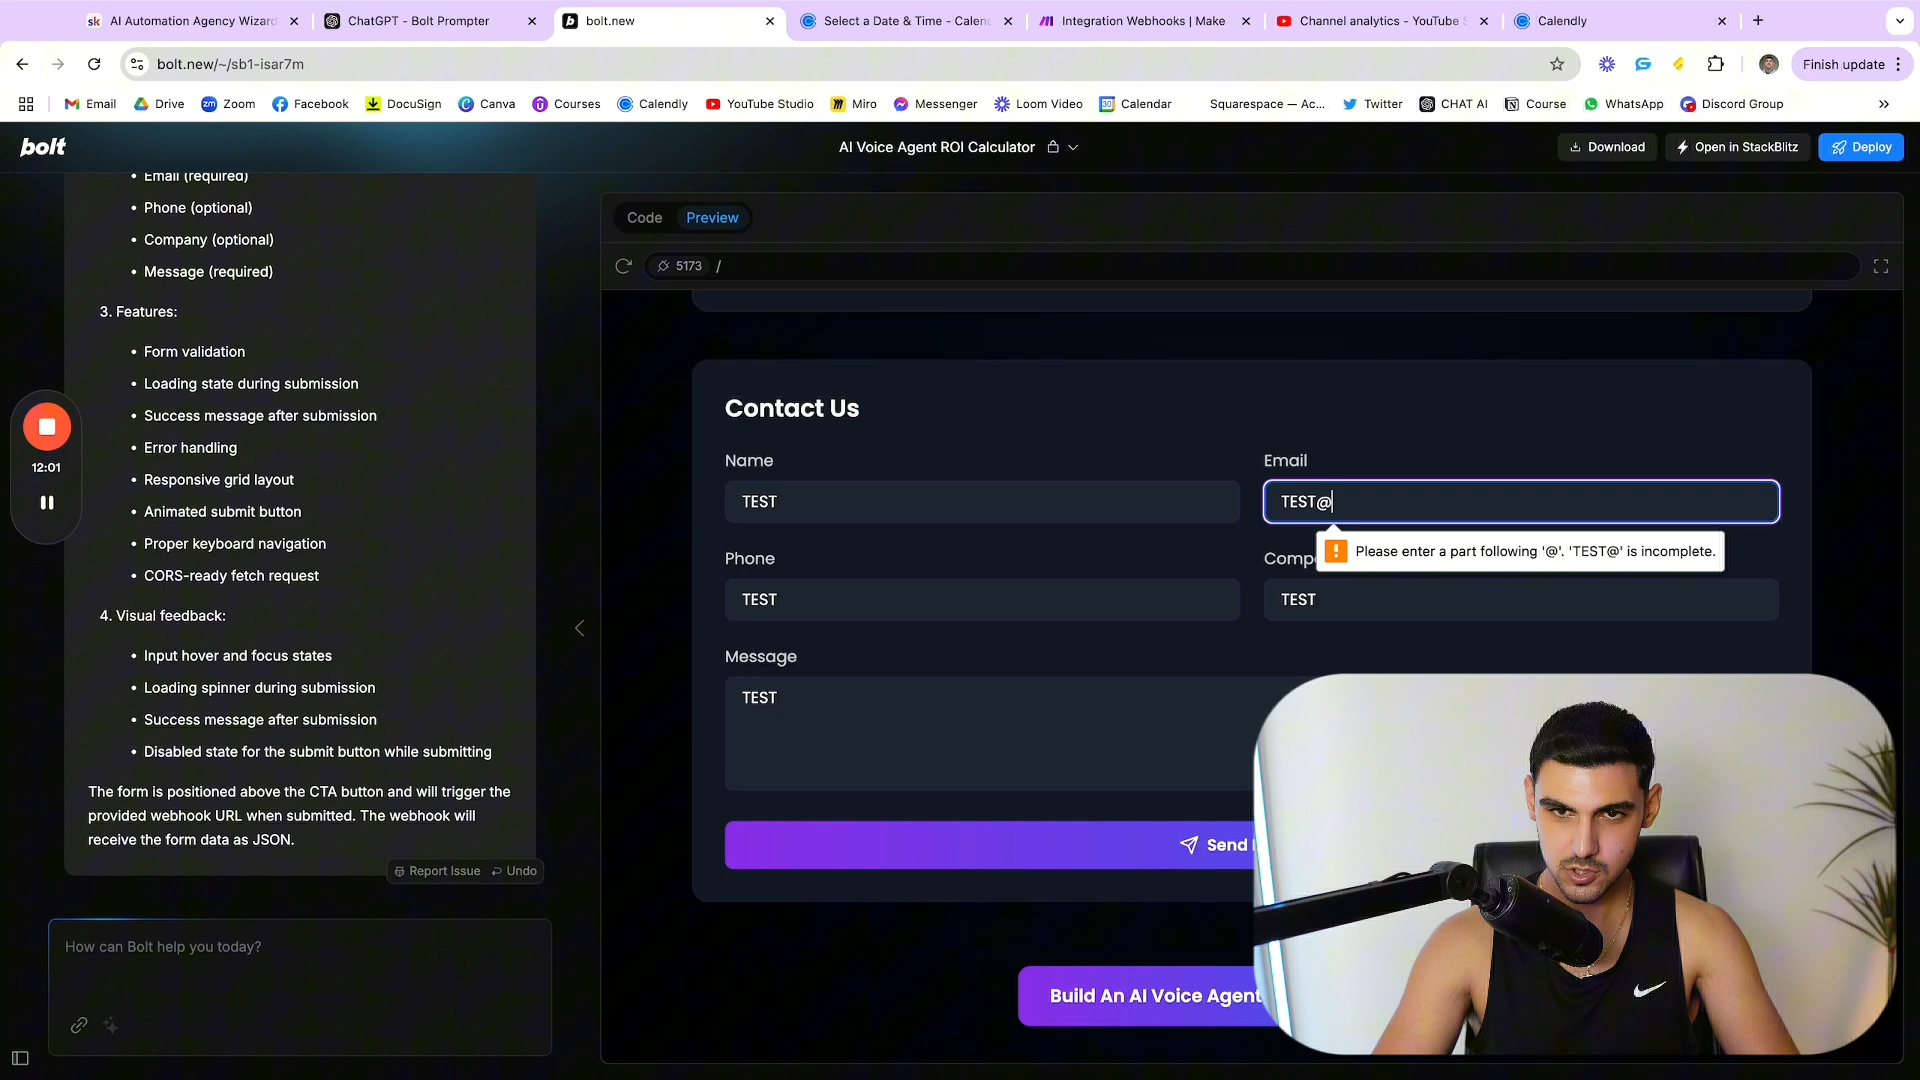 AI Automation Agency Wizard
ChatGPT - Bolt Prompter
bolt.new
Select a Date & Time - Calend
Integration Webhooks | Make
Channel analytics - YouTube S
Calendly
bolt.new/~/sb1-isar7m
Finish update
Email
Drive
Zoom
Facebook
DocuSign
Canva
Courses
Calendly
YouTube Studio
Miro
Messenger
Loom Video
Calendar
Squarespace — Ac...
Twitter
CHAT AI
Course
WhatsApp
Discord Group
bolt
AI Voice Agent ROI Calculator
Download
Open in StackBlitz
Deploy
• Email (required)
• Phone (optional)
• Company (optional)
• Message (required)
3. Features:
• Form validation
• Loading state during submission
• Success message after submission
• Error handling
• Responsive grid layout
• Animated submit button
• Proper keyboard navigation
• CORS-ready fetch request
4. Visual feedback:
• Input hover and focus states
• Loading spinner during submission
• Success message after submission
• Disabled state for the submit button while submitting
The form is positioned above the CTA button and will trigger the
provided webhook URL when submitted. The webhook will
receive the form data as JSON.
Report Issue
Undo
How can Bolt help you today?
12:01
Code
Preview
5173 /
Contact Us
Name
Email
TEST
TEST@
Please enter a part following '@'. 'TEST@' is incomplete.
Phone
Comp
TEST
TEST
Message
TEST
Send
Build An AI Voice Agent